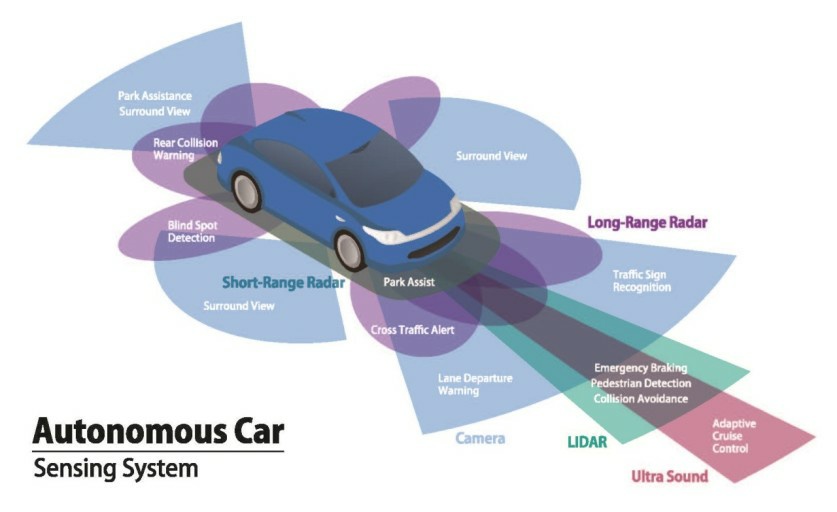 Park Assistance
Surround View
Rear Collision
Warning
Surround View
Blind Spot
Detection
Long-Range Radar
Short-Range Radar
Park Assist
Traffic Sign
Recognition
Surround View
Cross Traffic Alert
Emergency Braking
Pedestrian Detection
Collision Avoidance
Lane Departure
Warning
Autonomous Car
Sensing System
Camera
LIDAR
Adaptive
Cruise
Control
Ultra Sound